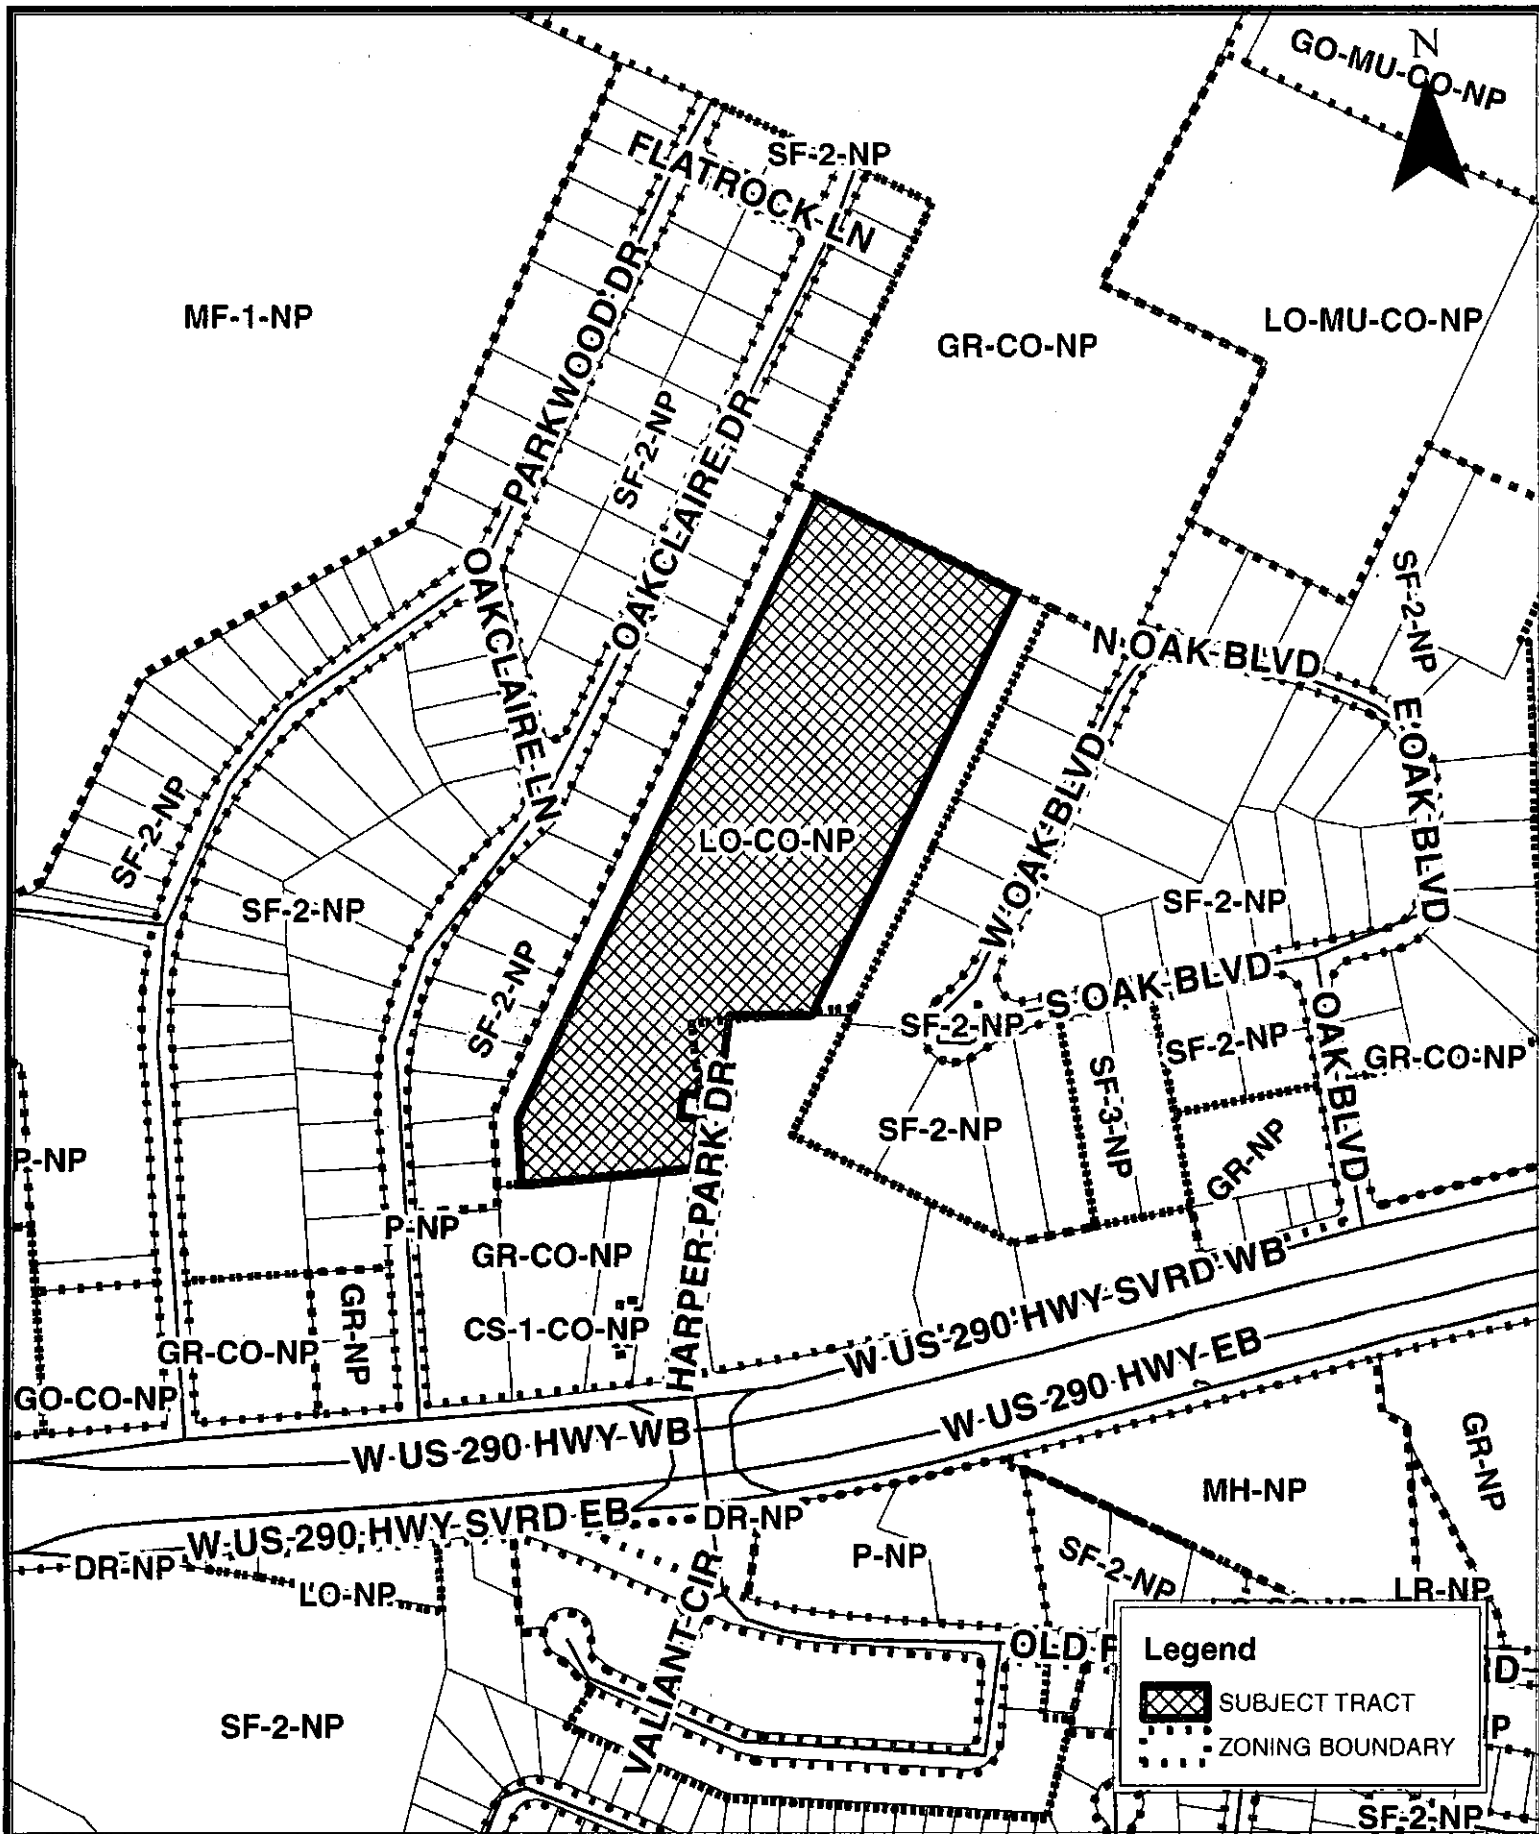 GO-MU-CO-NP
N
FLATROCK LN
SF-2-NP
MF-1-NP
PARKWOOD DR
GR-CO-NP
LO-MU-CO-NP
SF-2-NP
OAKCLAIRE DR
OAKCLAIRE LN
SF-2-NP
N OAK BLVD
E OAK BLVD
SF-2-NP
LO-CO-NP
W OAK BLVD
SF-2-NP
SF-2-NP
SF-2-NP
S OAK BLVD
SF-2-NP
SF-2-NP
OAK BLVD
GR-CO-NP
SF-3-NP
SF-2-NP
P-NP
HARPER PARK DR
GR-NP
P-NP
GR-CO-NP
CS-1-CO-NP
GR-NP
GR-CO-NP
GO-CO-NP
W US 290 HWY SVRD WB
W US 290 HWY EB
W US 290 HWY WB
GR-NP
MH-NP
W US 290 HWY SVRD EB
DR-NP
P-NP
SF-2-NP
DR-NP
LO-NP
LR-NP
VALIANT CIR
OLD F
D
Legend
SUBJECT TRACT
ZONING BOUNDARY
P
SF-2-NP
SF-2-NP